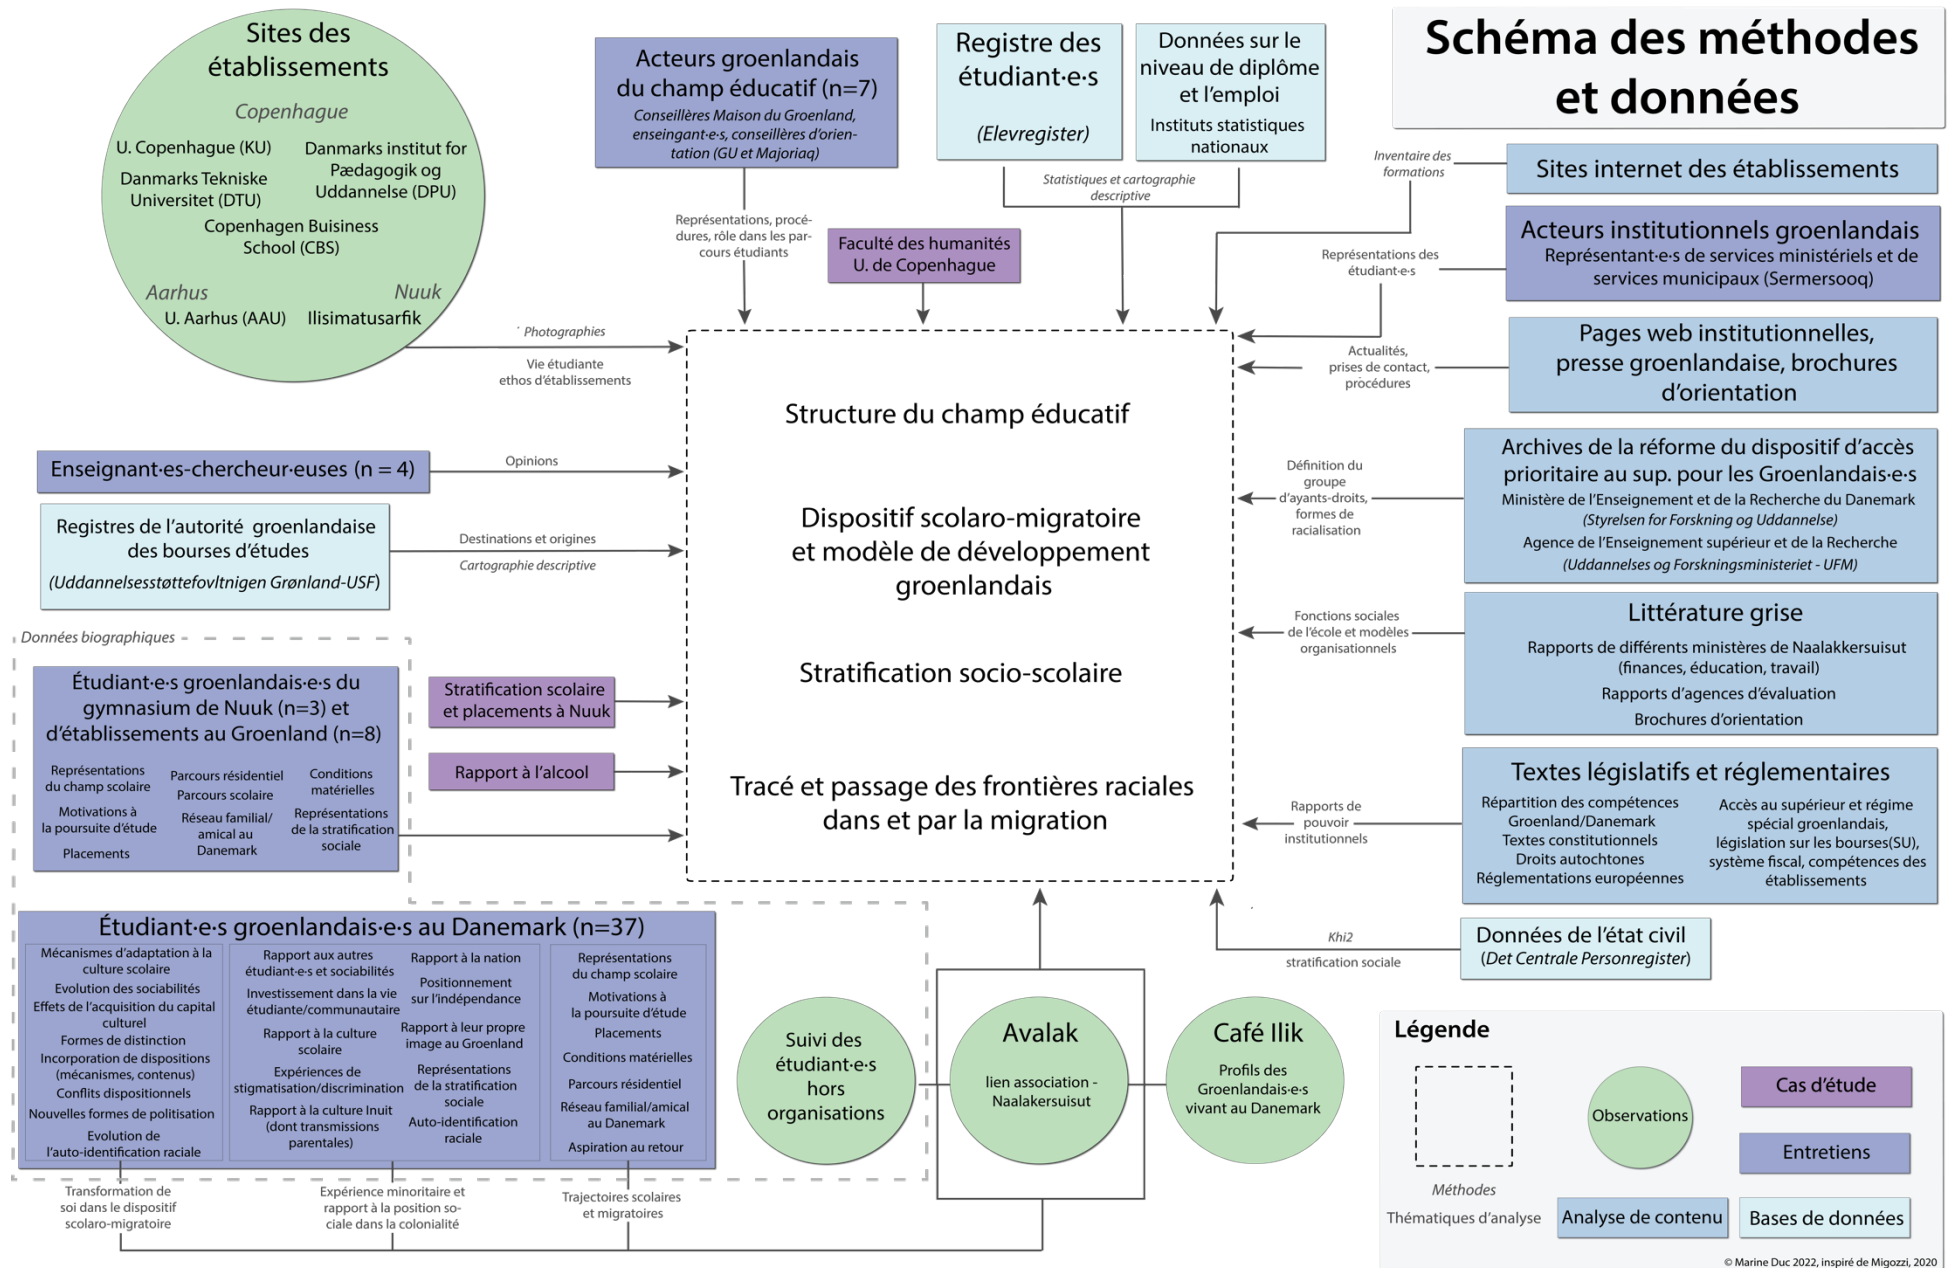 Schéma des méthodes
et données
Sites des
établissements
Copenhague
U. Copenhague (KU)
Danmarks Tekniske
Universitet (DTU)
Danmarks institut for
Pædagogik og
Uddannelse (DPU)
Copenhagen Buisiness
School (CBS)
Aarhus
U. Aarhus (AAU)
Nuuk
Ilisimatusarfik
Photographies
Vie étudiante
ethos d'établissements
Acteurs groenlandais
du champ éducatif (n=7)
Conseillères Maison du Groenland,
enseingant·e·s, conseillères d'orien-
tation (GU et Majoriaq)
Représentations, procé-
dures, rôle dans les par-
cours étudiants
Faculté des humanités
U. de Copenhague
Registre des
étudiant·e·s
(Elevregister)
Données sur le
niveau de diplôme
et l'emploi
Instituts statistiques
nationaux
Statistiques et cartographie
descriptive
Inventaire des
formations
Sites internet des établissements
Acteurs institutionnels groenlandais
Représentant·e·s de services ministériels et de
services municipaux (Sermersooq)
Représentations des
étudiant·e·s
Pages web institutionnelles,
presse groenlandaise, brochures
d'orientation
Actualités,
prises de contact,
procédures
Archives de la réforme du dispositif d'accès
prioritaire au sup. pour les Groenlandais·e·s
Ministère de l'Enseignement et de la Recherche du Danemark
(Styrelsen for Forskning og Uddannelse)
Agence de l'Enseignement supérieur et de la Recherche
(Uddannelses og Forskningsministeriet - UFM)
Définition du
groupe
d'ayants-droits,
formes de
racialisation
Littérature grise
Rapports de différents ministères de Naalakkersuisut
(finances, éducation, travail)
Rapports d'agences d'évaluation
Brochures d'orientation
Fonctions sociales
de l'école et modèles
organisationnels
Textes législatifs et réglementaires
Répartition des compétences
Groenland/Danemark
Textes constitutionnels
Droits autochtones
Réglementations européennes
Accès au supérieur et régime
spécial groenlandais,
législation sur les bourses(SU),
système fiscal, compétences des
établissements
Rapports de
pouvoir
institutionnels
Données de l'état civil
(Det Centrale Personregister)
Khi2
stratification sociale
Structure du champ éducatif
Dispositif scolaro-migratoire
et modèle de développement
groenlandais
Stratification socio-scolaire
Tracé et passage des frontières raciales
dans et par la migration
Enseignant·es-chercheur·euses (n = 4)
Opinions
Registres de l'autorité groenlandaise
des bourses d'études
(Uddannelsesstøttefovltnigen Grønland-USF)
Destinations et origines
Cartographie descriptive
Données biographiques
Étudiant·e·s groenlandais·e·s du
gymnasium de Nuuk (n=3) et
d'établissements au Groenland (n=8)
Représentations
du champ scolaire
Motivations à
la poursuite d'étude
Placements
Parcours résidentiel
Parcours scolaire
Réseau familial/
amical au
Danemark
Conditions
matérielles
Représentations
de la stratification
sociale
Stratification scolaire
et placements à Nuuk
Rapport à l'alcool
Étudiant·e·s groenlandais·e·s au Danemark (n=37)
Mécanismes d'adaptation à la
culture scolaire
Evolution des sociabilités
Effets de l'acquisition du capital
culturel
Formes de distinction
Incorporation de dispositions
(mécanismes, contenus)
Conflits dispositionnels
Nouvelles formes de politisation
Evolution de
l'auto-identification raciale
Rapport aux autres
étudiant·e·s et sociabilités
Investissement dans la vie
étudiante/communautaire
Rapport à la culture
scolaire
Expériences de
stigmatisation/discrimination
Rapport à la culture Inuit
(dont transmissions
parentales)
Rapport à la nation
Positionnement
sur l'indépendance
Rapport à leur propre
image au Groenland
Représentations
de la stratification
sociale
Auto-identification
raciale
Représentations
du champ scolaire
Motivations à
la poursuite d'étude
Placements
Conditions matérielles
Parcours résidentiel
Réseau familial/amical
au Danemark
Aspiration au retour
Transformation de
soi dans le dispositif
scolaro-migratoire
Expérience minoritaire et
rapport à la position so-
ciale dans la colonialité
Trajectoires scolaires
et migratoires
Suivi des
étudiant·e·s
hors
organisations
Avalak
lien association -
Naalakersuisut
Café Ilik
Profils des
Groenlandais·e·s
vivant au Danemark
Légende
Méthodes
Thématiques d'analyse
Observations
Cas d'étude
Entretiens
Analyse de contenu
Bases de données
© Marine Duc 2022, inspiré de Migozzi, 2020